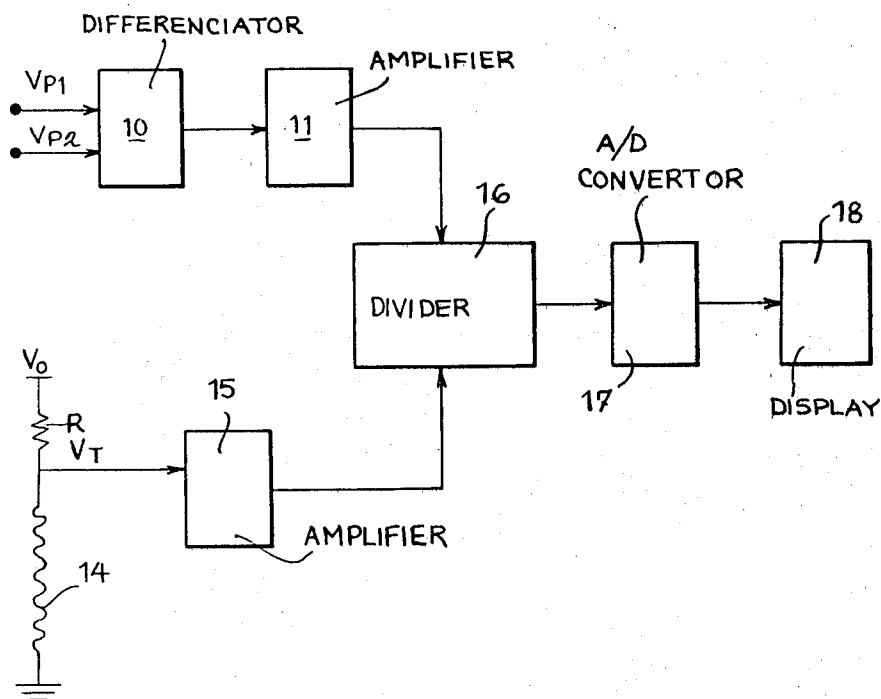 DIFFERENCIATOR
AMPLIFIER
VP1
VP2
10
11
A/D
CONVERTOR
16
18
DIVIDER
17
DISPLAY
V0
R
VT
15
AMPLIFIER
14